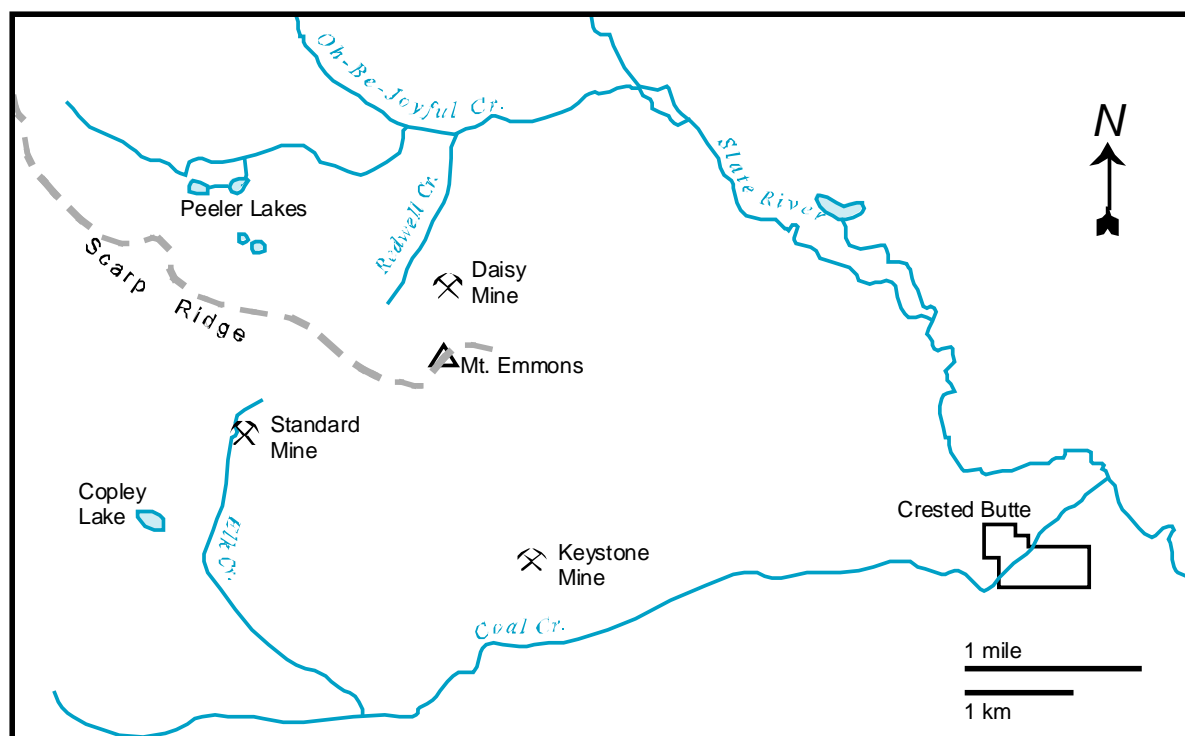 Oh-Be-Joyful Cr.
N
Slate River
Peeler Lakes
Redwell Cr.
Scarp Ridge
Daisy
Mine
Mt. Emmons
Standard
Mine
Copley
Lake
Crested Butte
Elk Cr.
Keystone
Mine
Coal Cr.
1 mile
1 km